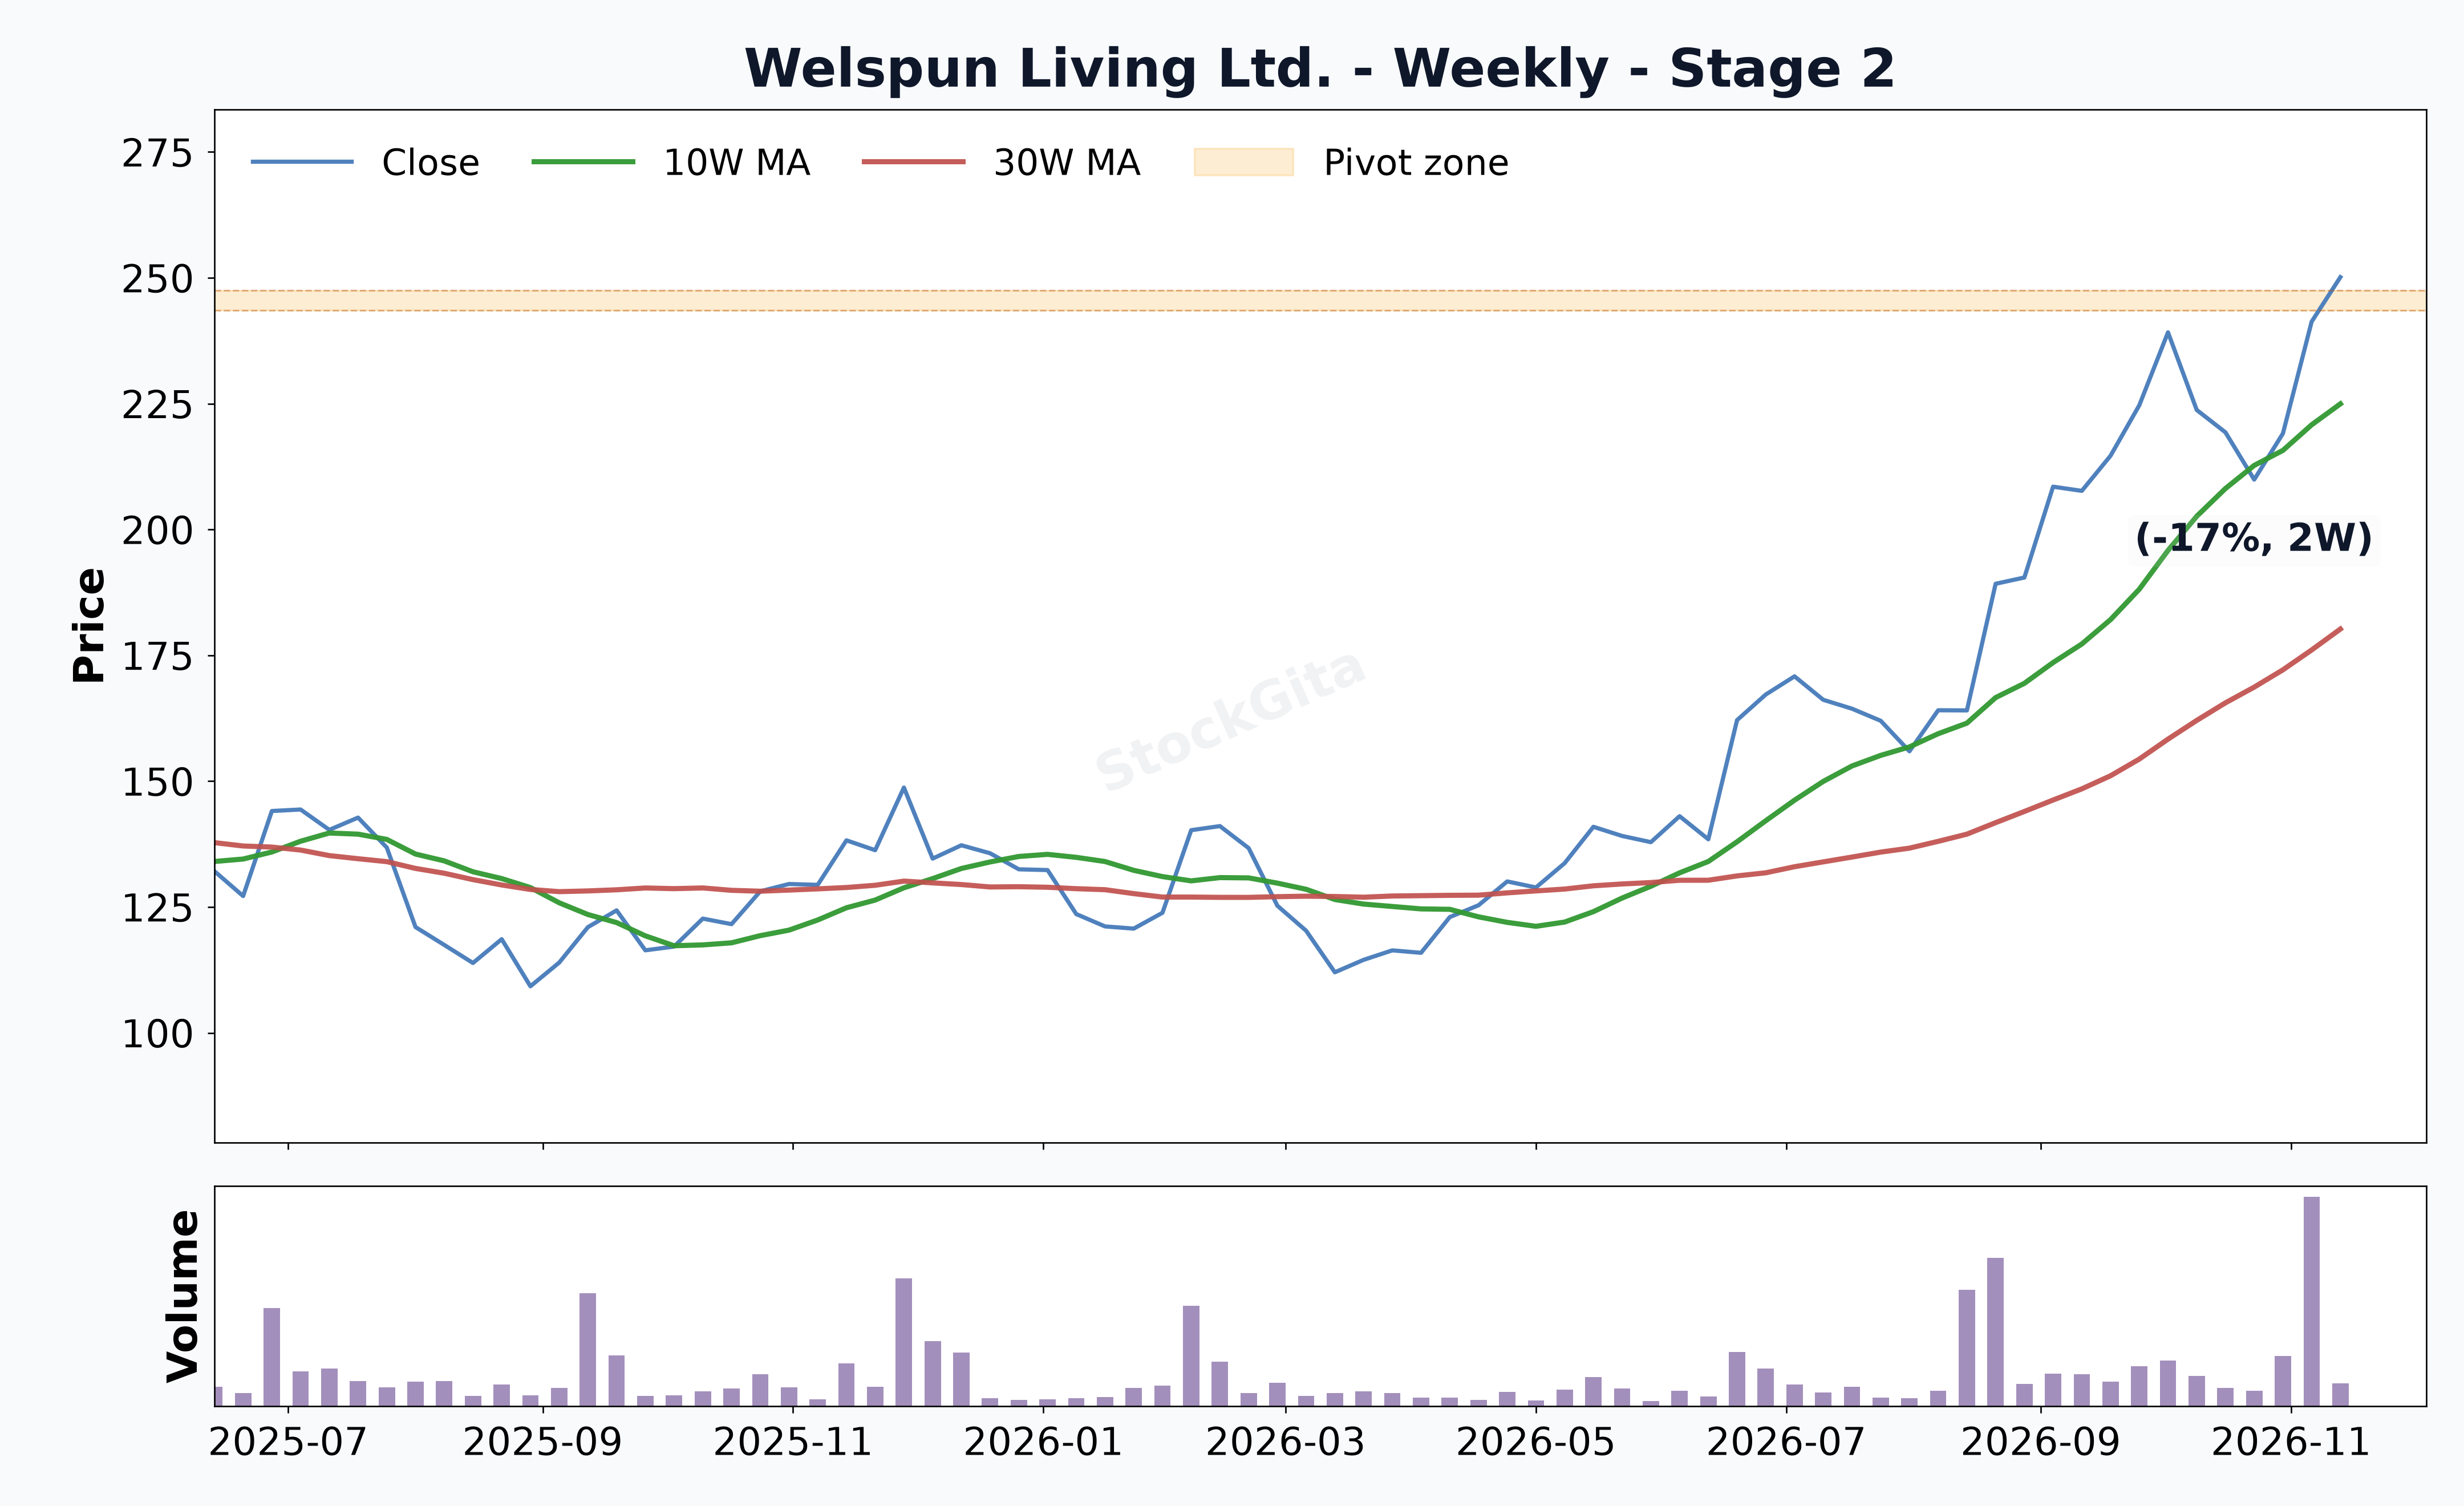 Welspun Living Ltd. - Weekly - Stage 2
Close 10W MA 30W MA Pivot zone
275
250
225
200
175
150
125
100
Price
(-17%, 2W)
StockGita
Volume
2025-07 2025-09 2025-11 2026-01 2026-03 2026-05 2026-07 2026-09 2026-11